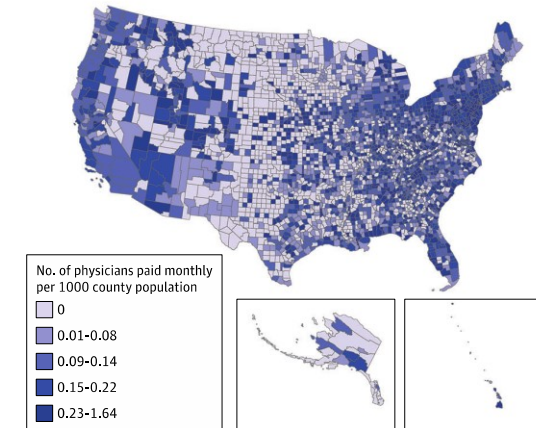 No. of physicians paid monthly
per 1000 county population
0
0.01-0.08
0.09-0.14
0.15-0.22
0.23-1.64